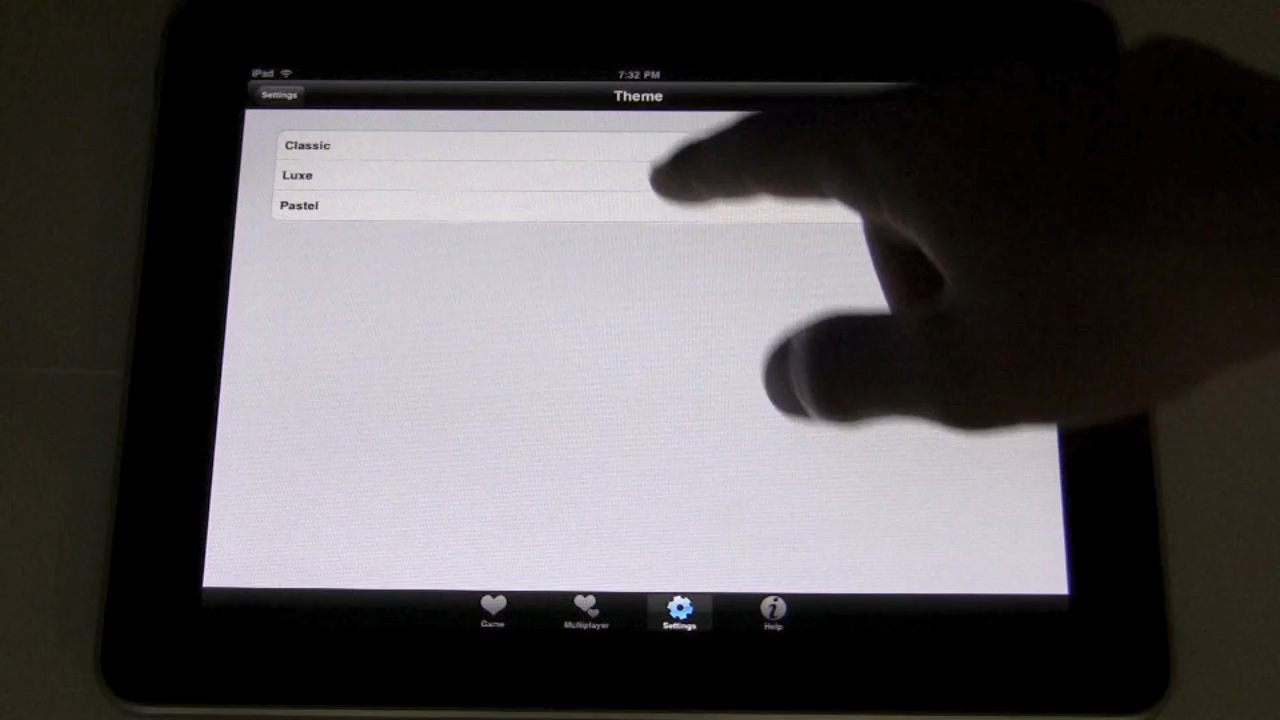 iPad
7:32 PM
Settings
Theme
Classic
Luxe
Pastel
Game
Multiplayer
Settings
Help